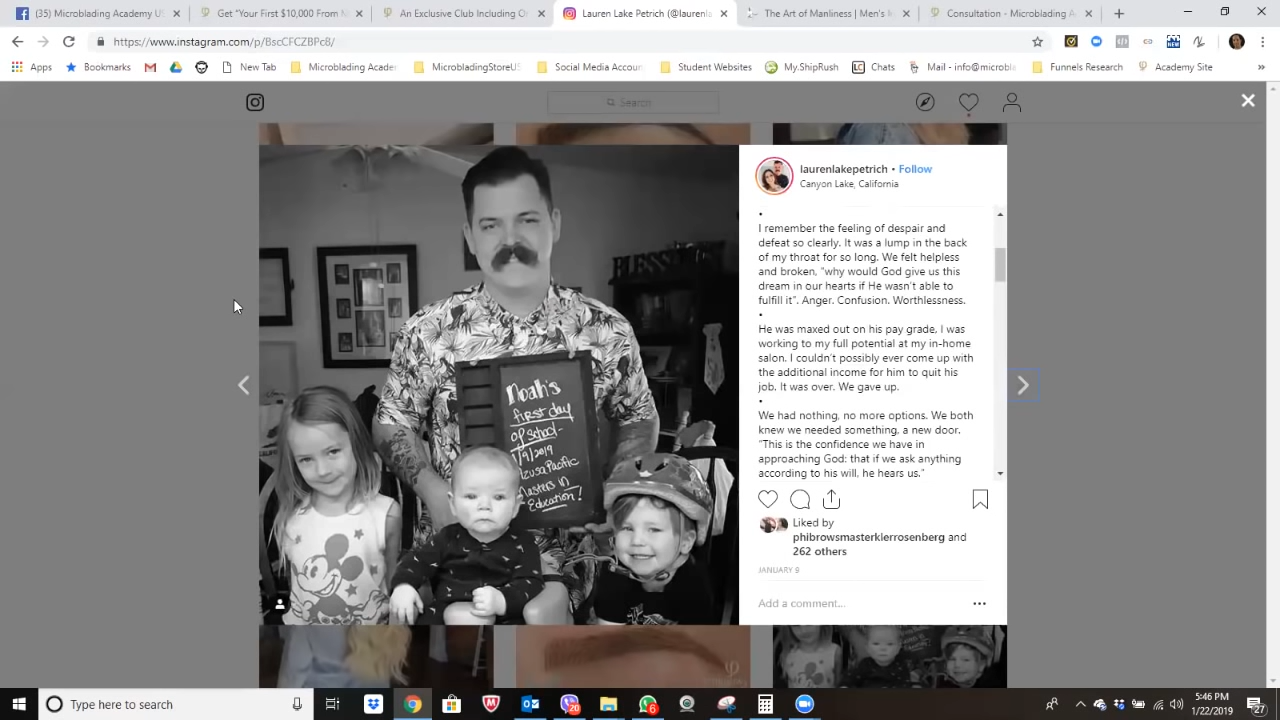 (35) Microblading Academy US
Get "Your First $10,000 From M
An Exclusive Club Including O
Lauren Lake Petrich (@laurenla
The Art of Manliness |
Microblading A
https://www.instagram.com/p/BscCFCZBPc8/
Apps
Bookmarks
New Tab
Microblading Acade
MicrobladingStoreUS
Social Media Accoun
Student Websites
My.ShipRush
Chats
Mail - info@microbl
Funnels Research
Academy Site
»
Search
laurenlakepetrich • Follow
Canyon Lake, California
•
I remember the feeling of despair and
defeat so clearly. It was a lump in the back
of my throat for so long. We felt helpless
and broken, "why would God give us this
dream in our hearts if He wasn't able to
fulfill it". Anger. Confusion. Worthlessness.
•
He was maxed out on his pay grade, I was
working to my full potential at my in-home
salon. I couldn't possibly ever come up with
the additional income for him to quit his
job. It was over. We gave up.
•
We had nothing, no more options. We both
knew we needed something, a new door.
"This is the confidence we have in
approaching God: that if we ask anything
according to his will, he hears us."
BLESSED
Noah's
first day
of school-
1/9/2019
Azusa Pacific
Masters in
Education!
Liked by
phibrowsmasterkierrosenberg and
262 others
JANUARY 9
Add a comment...
Type here to search
20
6
5:46 PM
1/22/2019
27